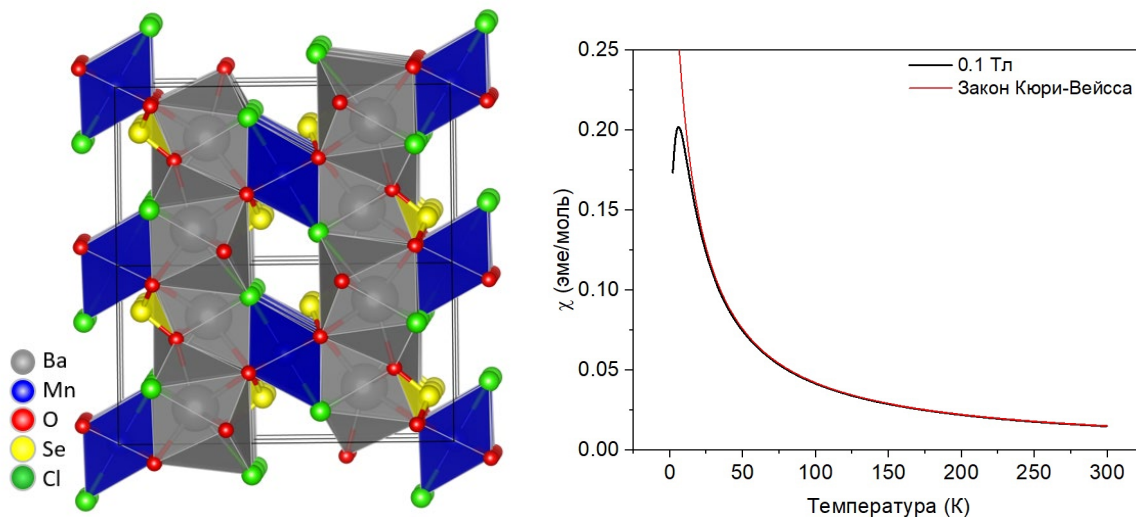 Ba
Mn
O
Se
Cl
0.25
0.20
0.15
0.10
0.05
0.00
χ (эме/моль)
0.1 Тл
Закон Кюри-Вейсса
0 50 100 150 200 250 300
Температура (К)